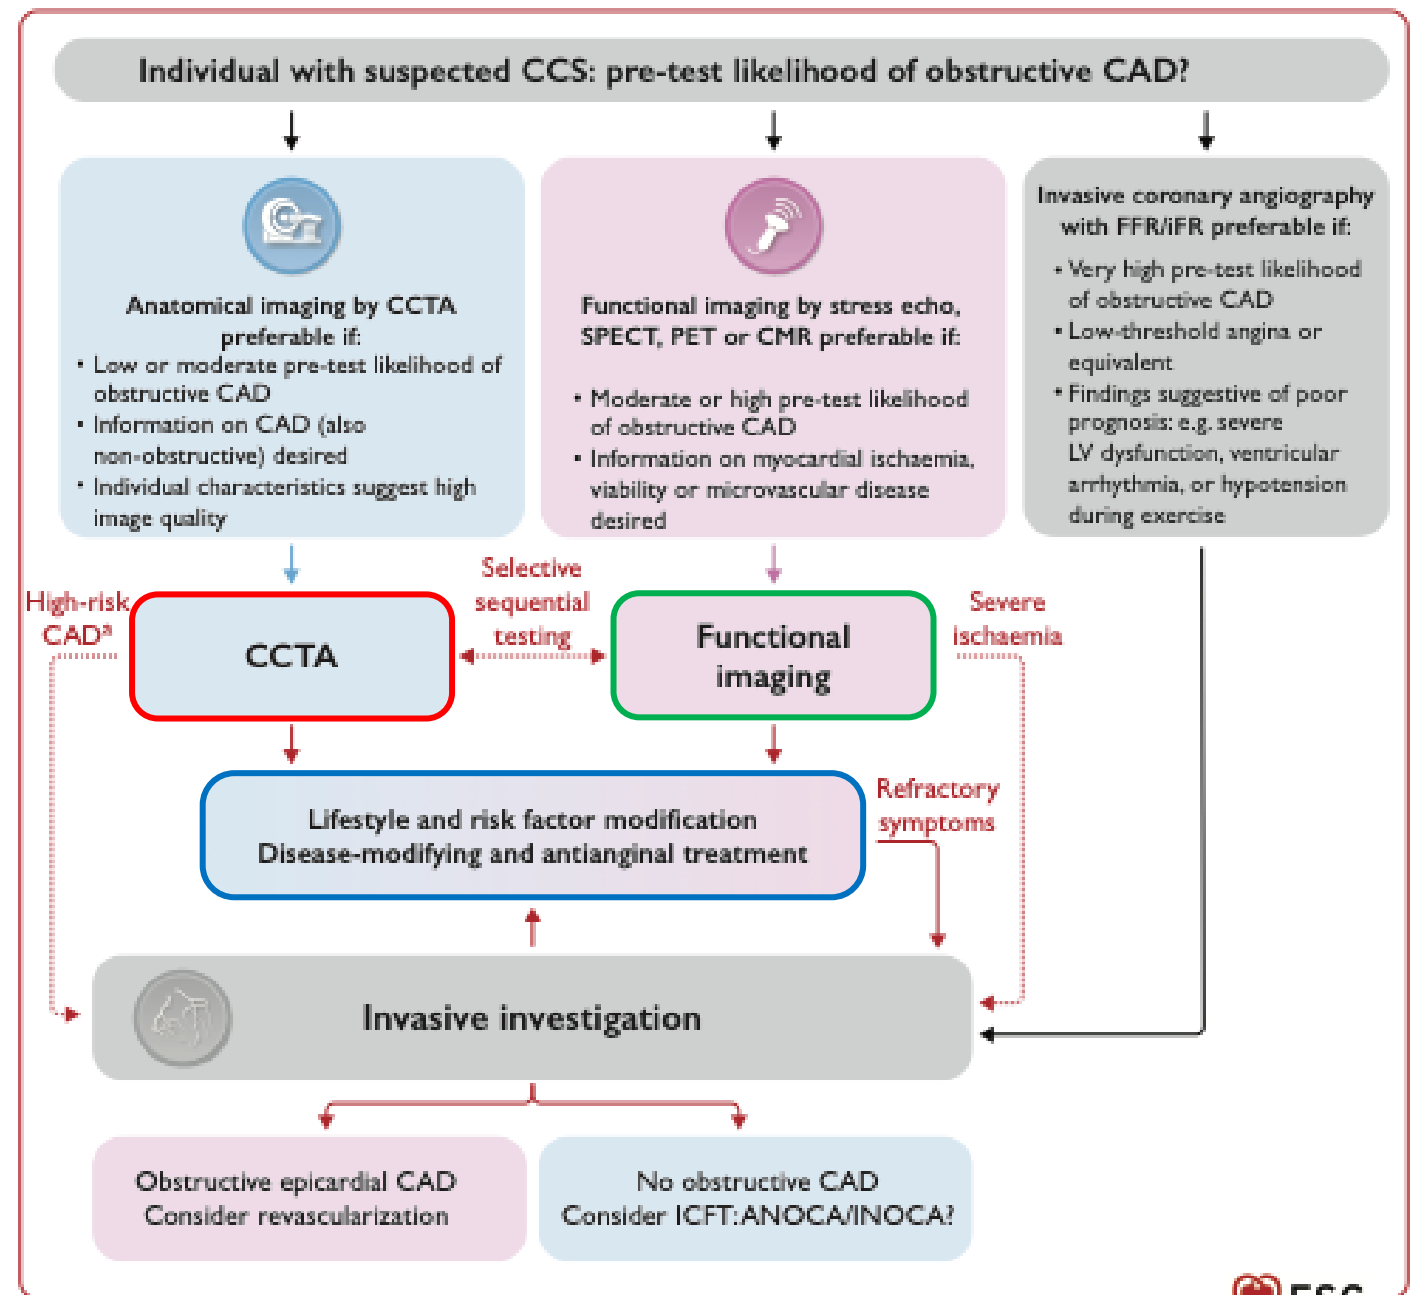 Individual with suspected CCS: pre-test likelihood of obstructive CAD?
Anatomical imaging by CCTA
preferable if:
• Low or moderate pre-test likelihood of
obstructive CAD
• Information on CAD (also
non-obstructive) desired
• Individual characteristics suggest high
image quality
Functional imaging by stress echo,
SPECT, PET or CMR preferable if:
• Moderate or high pre-test likelihood
of obstructive CAD
• Information on myocardial ischaemia,
viability or microvascular disease
desired
Invasive coronary angiography
with FFR/iFR preferable if:
• Very high pre-test likelihood
of obstructive CAD
• Low-threshold angina or
equivalent
• Findings suggestive of poor
prognosis: e.g. severe
LV dysfunction, ventricular
arrhythmia, or hypotension
during exercise
High-risk
CADᵃ
CCTA
Selective
sequential
testing
Functional
imaging
Severe
ischaemia
Lifestyle and risk factor modification
Disease-modifying and antianginal treatment
Refractory
symptoms
Invasive investigation
Obstructive epicardial CAD
Consider revascularization
No obstructive CAD
Consider ICFT: ANOCA/INOCA?